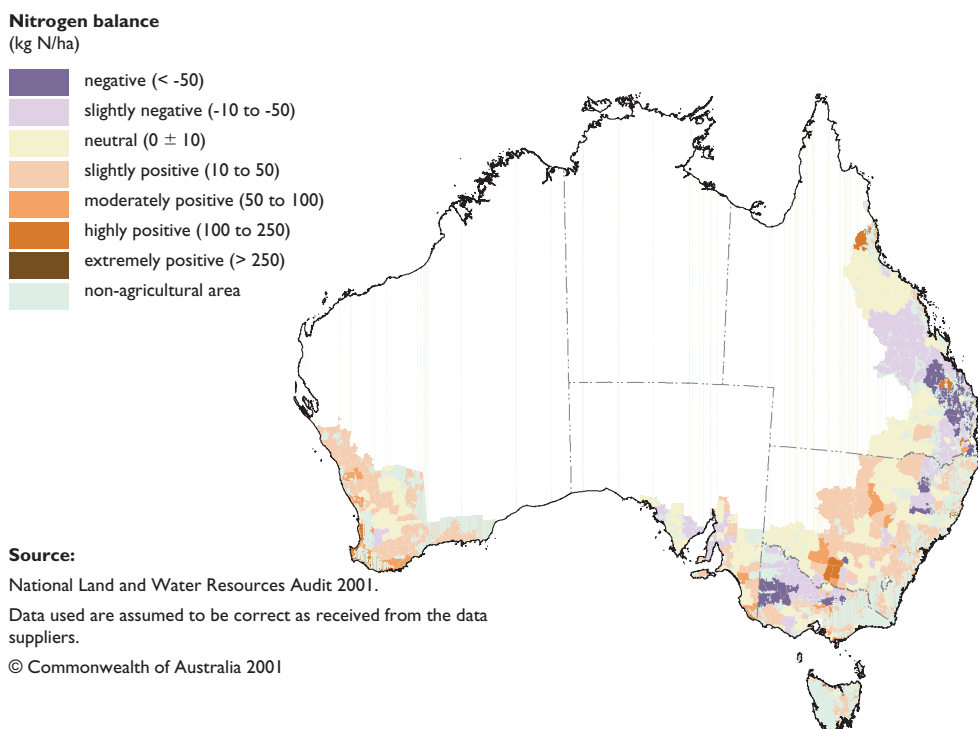 Nitrogen balance
(kg N/ha)
negative (< -50)
slightly negative (-10 to -50)
neutral (0 ± 10)
slightly positive (10 to 50)
moderately positive (50 to 100)
highly positive (100 to 250)
extremely positive (> 250)
non-agricultural area
Source:
National Land and Water Resources Audit 2001.
Data used are assumed to be correct as received from the data
suppliers.
© Commonwealth of Australia 2001